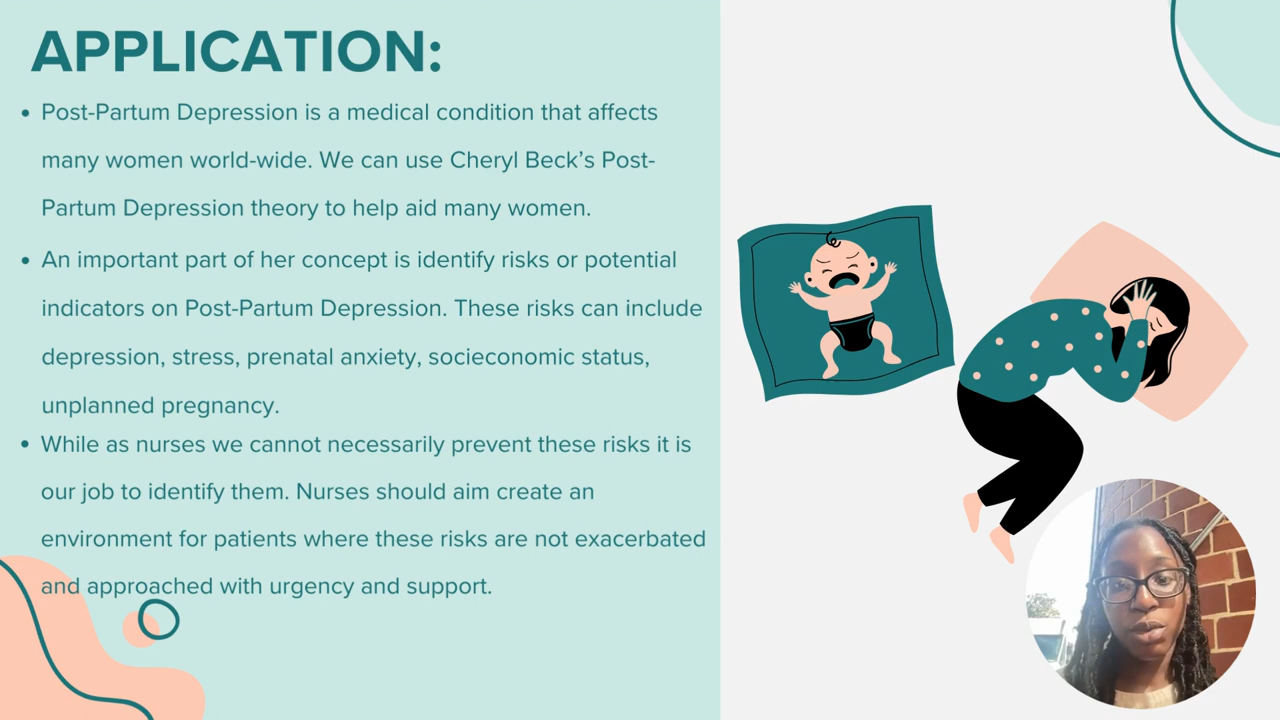 APPLICATION:
• Post-Partum Depression is a medical condition that affects
many women world-wide. We can use Cheryl Beck’s Post-
Partum Depression theory to help aid many women.
• An important part of her concept is identify risks or potential
indicators on Post-Partum Depression. These risks can include
depression, stress, prenatal anxiety, socieconomic status,
unplanned pregnancy.
• While as nurses we cannot necessarily prevent these risks it is
our job to identify them. Nurses should aim create an
environment for patients where these risks are not exacerbated
and approached with urgency and support.